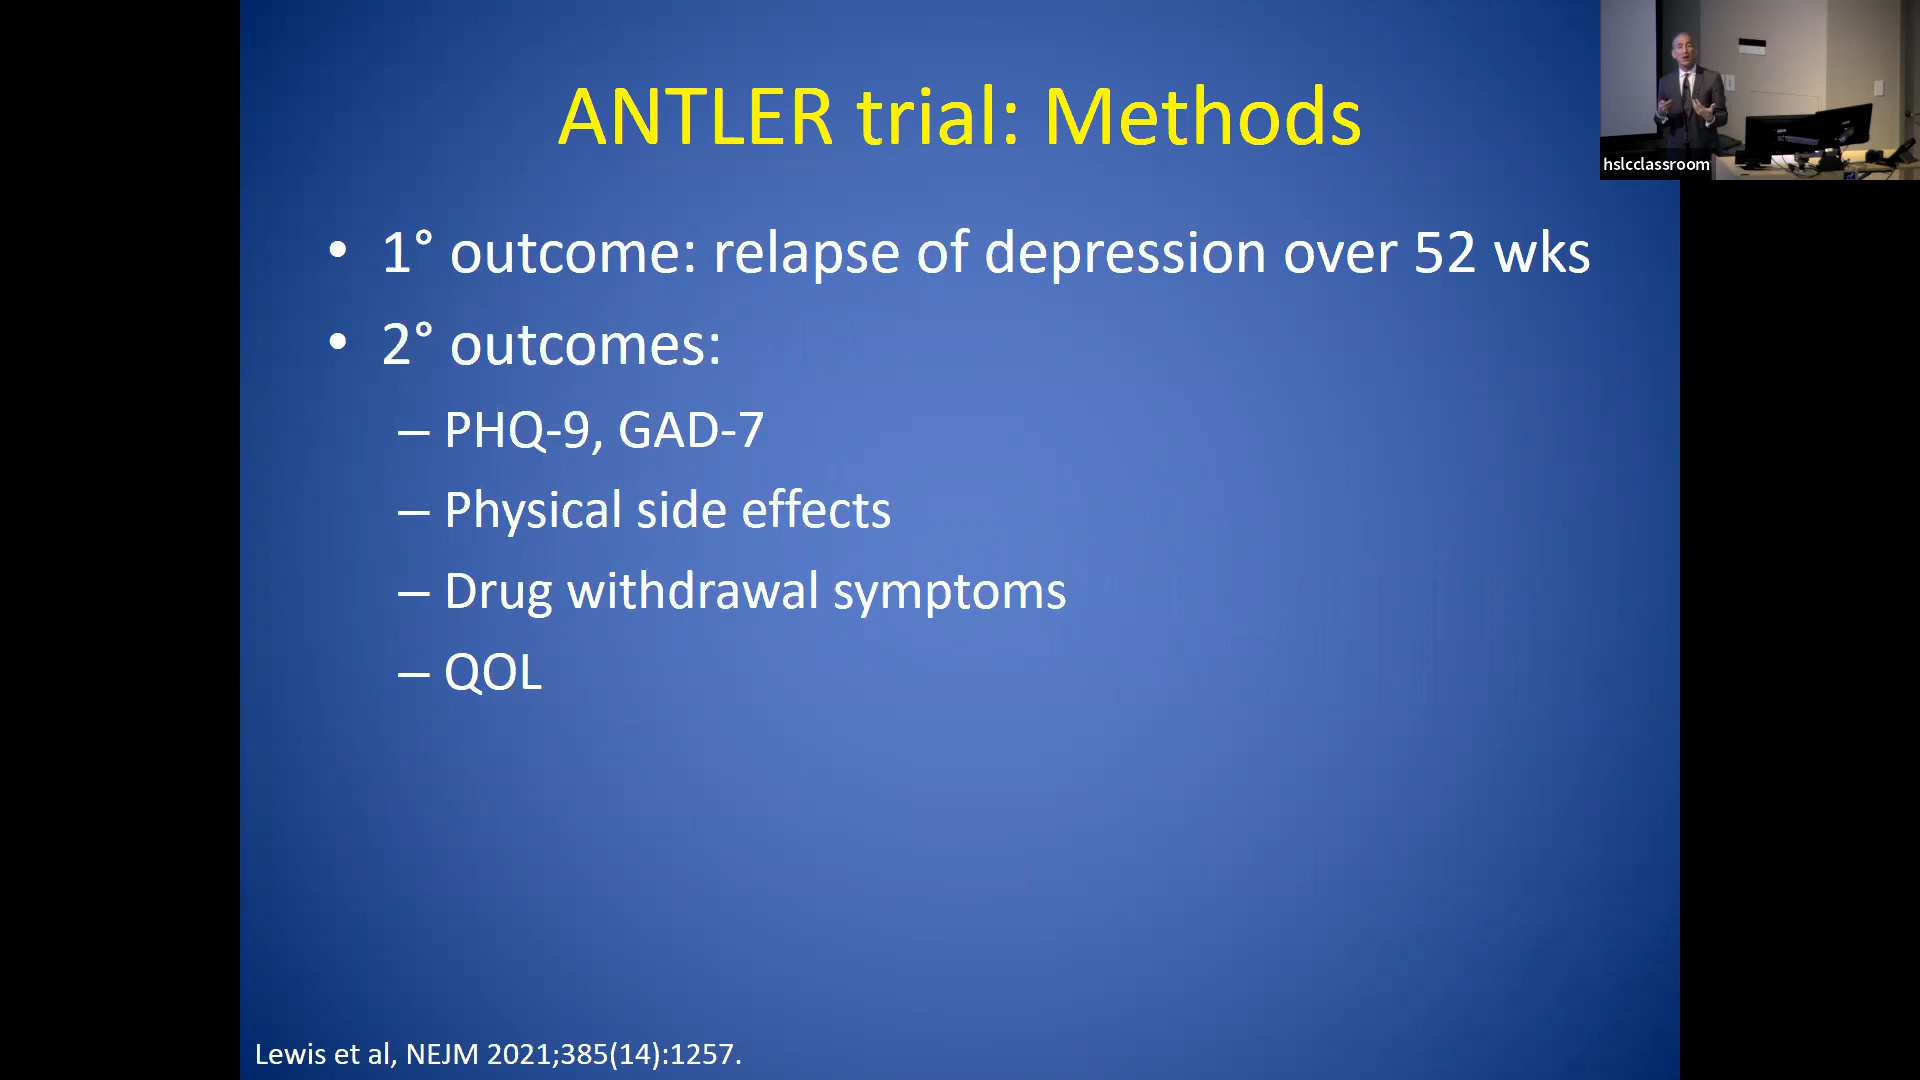 ANTLER trial: Methods
hslcclassroom
• 1° outcome: relapse of depression over 52 wks
• 2° outcomes:
– PHQ-9, GAD-7
– Physical side effects
– Drug withdrawal symptoms
– QOL
Lewis et al, NEJM 2021;385(14):1257.